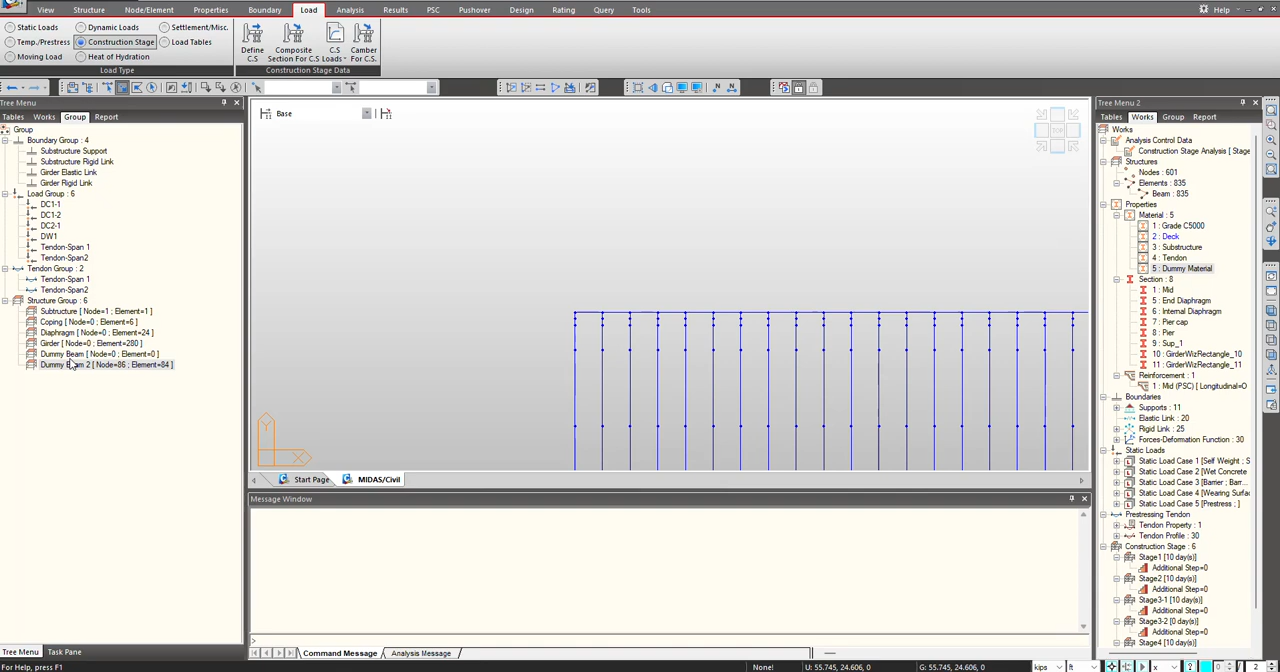 View Structure Node/Element Properties Boundary Load Analysis Results PSC Pushover Design Rating Query Tools Help
Static Loads Dynamic Loads Settlement/Misc.
Temp./Prestress Construction Stage Load Tables
Moving Load Heat of Hydration
Load Type
Define C.S
Composite Section For C.S
C.S Loads
Camber For C.S.
Construction Stage Data
Tree Menu
Tables Works Group Report
Group
Boundary Group : 4
Substructure Support
Substructure Rigid Link
Girder Elastic Link
Girder Rigid Link
Load Group : 6
DC1-1
DC1-2
DC2-1
DW1
Tendon-Span 1
Tendon-Span2
Tendon Group : 2
Tendon-Span 1
Tendon-Span2
Structure Group : 6
Subtructure [ Node=1 ; Element=1 ]
Coping [ Node=0 ; Element=6 ]
Diaphragm [ Node=0 ; Element=24 ]
Girder [ Node=0 ; Element=280 ]
Dummy Beam [ Node=0 ; Element=0 ]
Dummy Beam 2 [ Node=86 ; Element=84 ]
Tree Menu Task Pane
For Help, press F1
Base
TOP
Y
X
Start Page MIDAS/Civil
Message Window
>
Command Message Analysis Message
None! U: 55.745, 24.606, 0 G: 55.745, 24.606, 0 kips ft 0 / 2
Tree Menu 2
Tables Works Group Report
Works
Analysis Control Data
Construction Stage Analysis [ Stage
Structures
Nodes : 601
Elements : 835
Beam : 835
Properties
Material : 5
1 : Grade C5000
2 : Deck
3 : Substructure
4 : Tendon
5 : Dummy Material
Section : 8
1 : Mid
5 : End Diaphragm
6 : Internal Diaphragm
7 : Pier cap
8 : Pier
9 : Sup_1
10 : GirderWizRectangle_10
11 : GirderWizRectangle_11
Reinforcement : 1
1 : Mid (PSC) [ Longitudinal=O
Boundaries
Supports : 11
Elastic Link : 20
Rigid Link : 25
Forces-Deformation Function : 30
Static Loads
Static Load Case 1 [Self Weight ; S
Static Load Case 2 [Wet Concrete
Static Load Case 3 [Barrier ; Barr...
Static Load Case 4 [Wearing Surfa
Static Load Case 5 [Prestress ; ]
Prestressing Tendon
Tendon Property : 1
Tendon Profile : 30
Construction Stage : 6
Stage1 [10 day(s)]
Additional Step=0
Stage2 [10 day(s)]
Additional Step=0
Stage3-1 [10 day(s)]
Additional Step=0
Stage3-2 [0 day(s)]
Additional Step=0
Stage4 [10 day(s)]